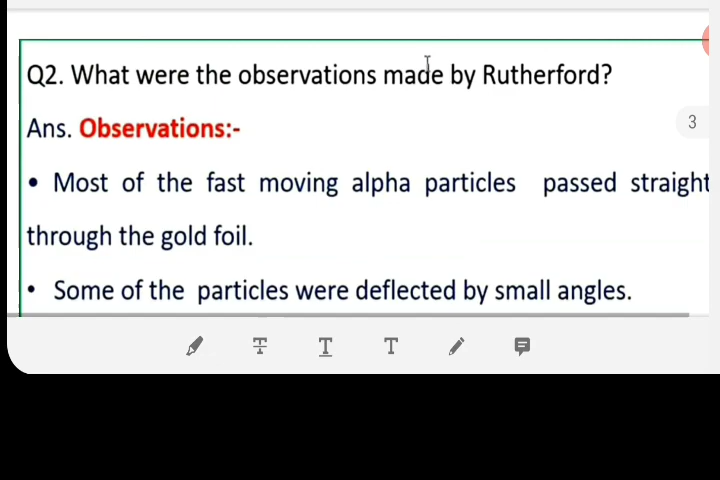 Q2. What were the observations made by Rutherford?
3
Ans. Observations:-
• Most of the fast moving alpha particles passed straight
through the gold foil.
• Some of the particles were deflected by small angles.
T T T